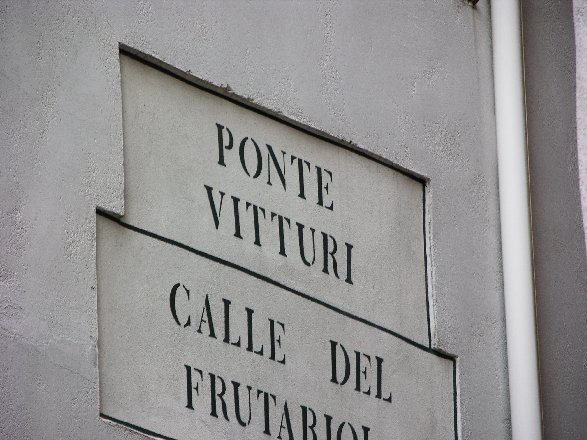 PONTE
VITTURI
CALLE DEL
FRUTARIOL